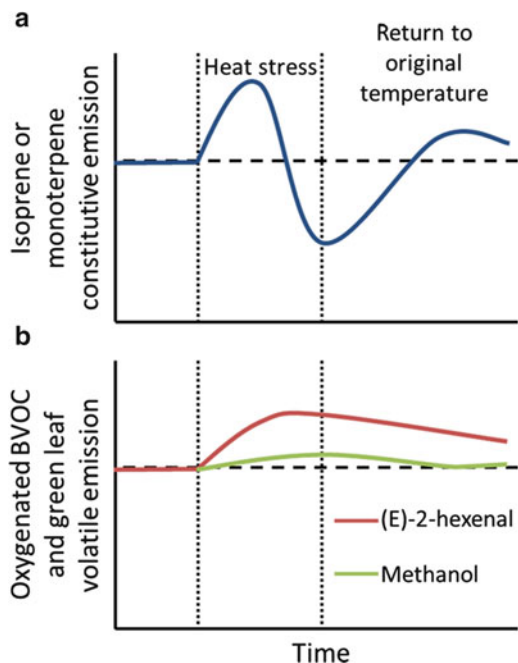 a
Isoprene or
monoterpene
constitutive emission
Heat stress
Return to
original
temperature
b
Oxygenated BVOC
and green leaf
volatile emission
(E)-2-hexenal
Methanol
Time